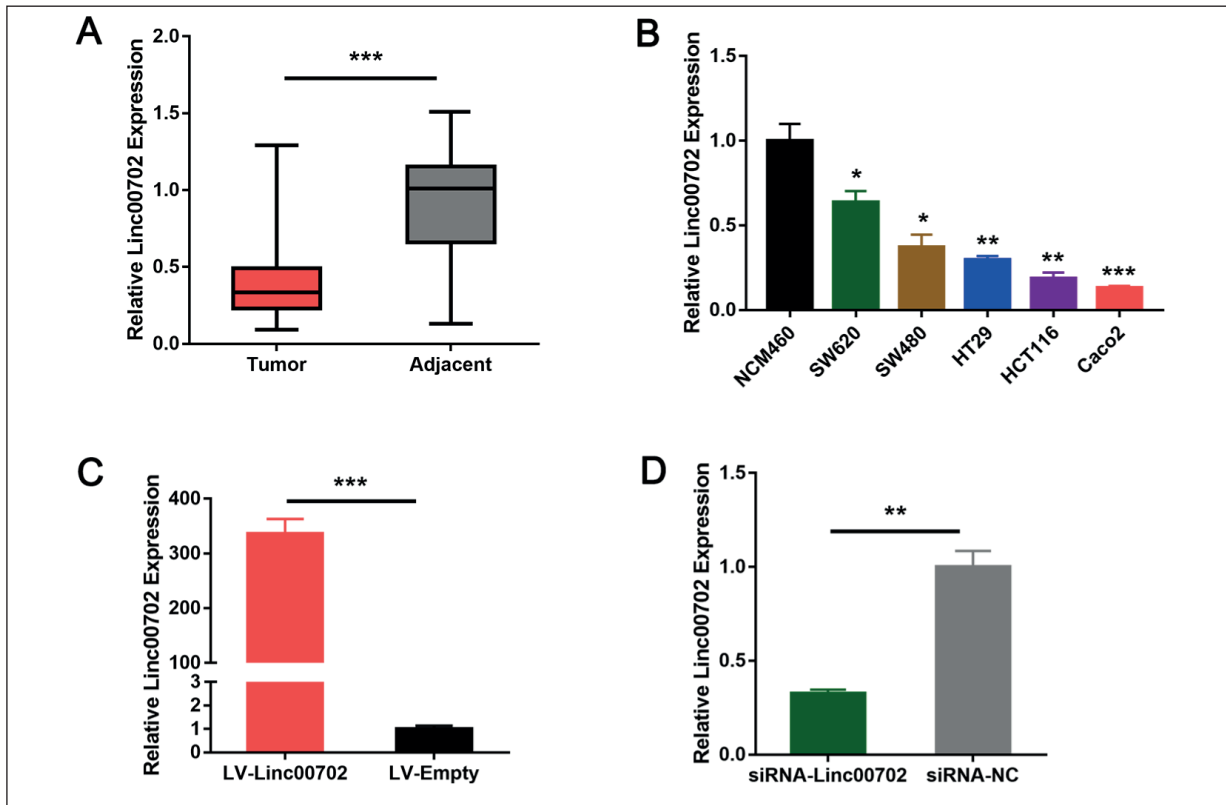 A
Relative Linc00702 Expression
2.0
1.5
1.0
0.5
0.0
***
Tumor
Adjacent
B
Relative Linc00702 Expression
1.5
1.0
0.5
0.0
*
*
**
**
***
NCM460
SW620
SW480
HT29
HCT116
Caco2
C
Relative Linc00702 Expression
400
300
200
100
3
2
1
0
***
LV-Linc00702
LV-Empty
D
Relative Linc00702 Expression
1.5
1.0
0.5
0.0
**
siRNA-Linc00702
siRNA-NC